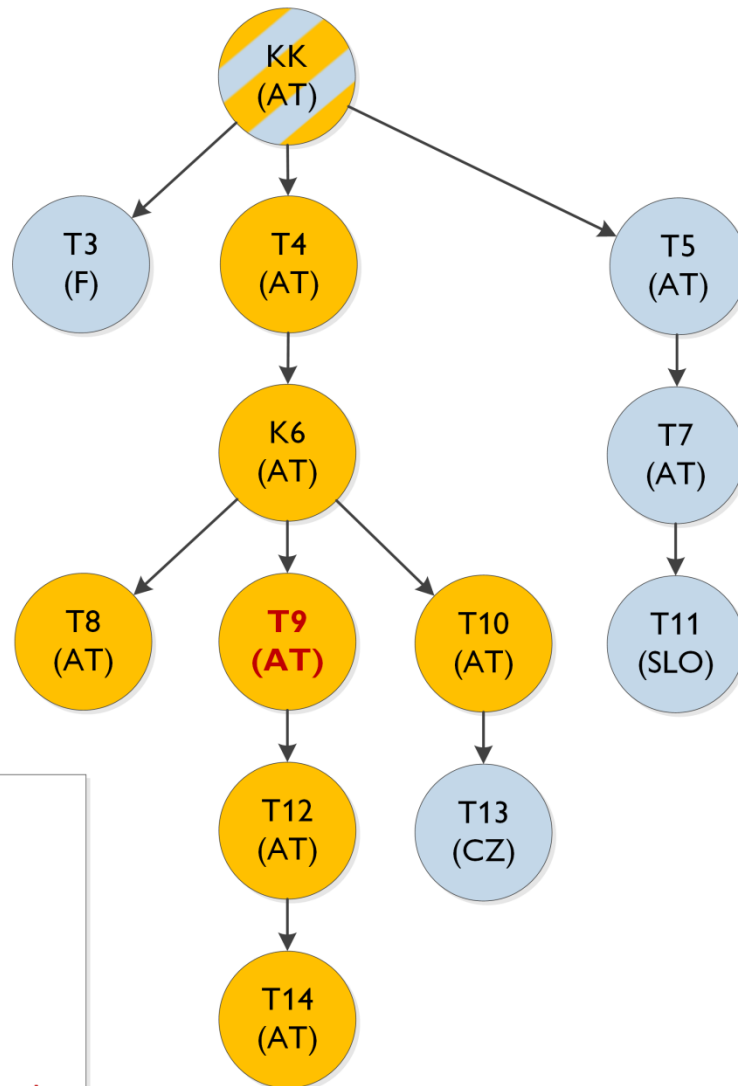 KK
(AT)
T3
(F)
T4
(AT)
T5
(AT)
K6
(AT)
T7
(AT)
T8
(AT)
T9
(AT)
T10
(AT)
T11
(SLO)
T12
(AT)
T13
(CZ)
T14
(AT)